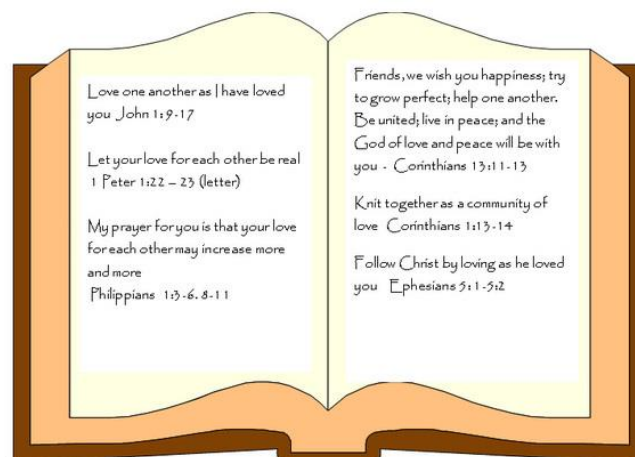 Love one another as I have loved
you John 1:9-17
Let your love for each other be real
1 Peter 1:22 – 23 (letter)
My prayer for you is that your love
for each other may increase more
and more
Philippians 1:3-6. 8-11
Friends, we wish you happiness; try
to grow perfect; help one another.
Be united; live in peace; and the
God of love and peace will be with
you - Corinthians 13:11-13
Knit together as a community of
love Corinthians 1:13-14
Follow Christ by loving as he loved
you Ephesians 5: 1-5:2